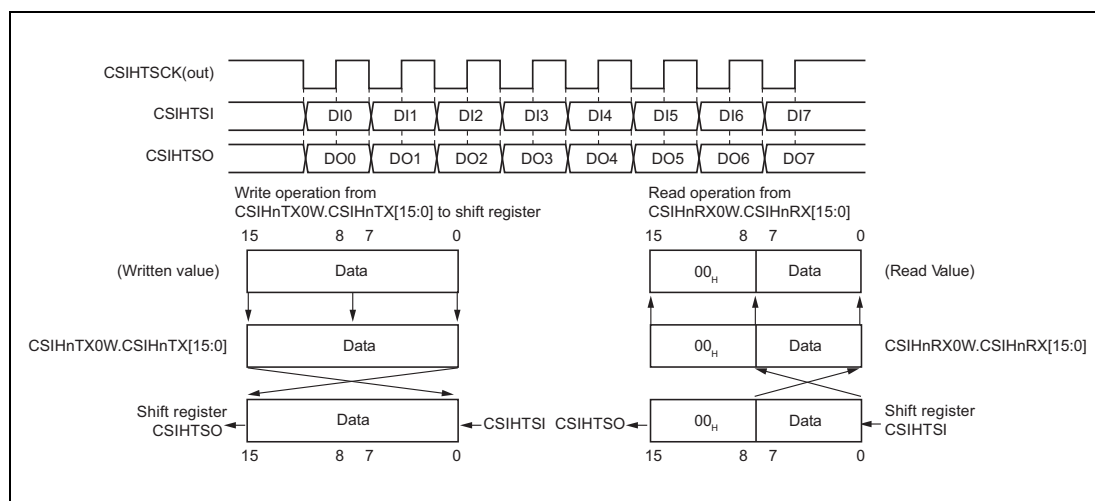 CSIHTSCK(out)
CSIHTSI DI0 DI1 DI2 DI3 DI4 DI5 DI6 DI7
CSIHTSO DO0 DO1 DO2 DO3 DO4 DO5 DO6 DO7
Write operation from
CSIHnTX0W.CSIHnTX[15:0] to shift register
15 8 7 0
(Written value) Data
CSIHnTX0W.CSIHnTX[15:0] Data
Shift register
CSIHTSO Data CSIHTSI
15 8 7 0
Read operation from
CSIHnRX0W.CSIHnRX[15:0]
15 8 7 0
00H Data (Read Value)
00H Data CSIHnRX0W.CSIHnRX[15:0]
CSIHTSO 00H Data Shift register
CSIHTSI
15 8 7 0